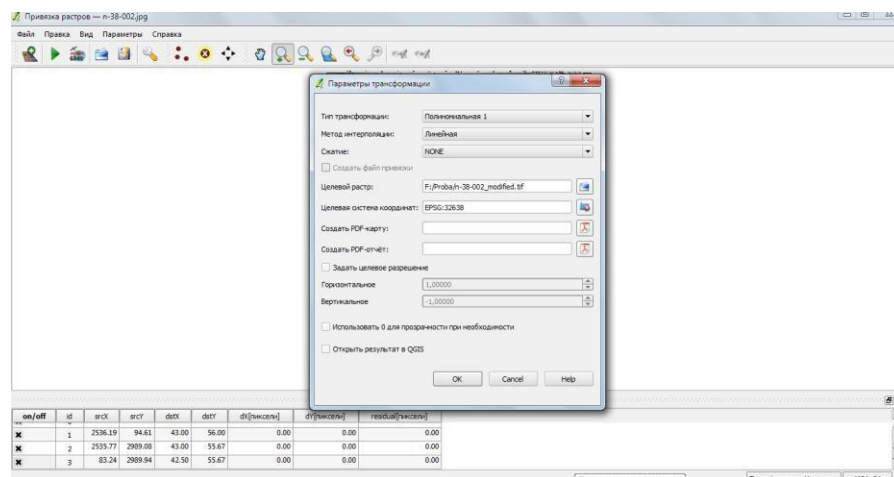 Привязка растров — n-38-002.jpg
Файл Правка Вид Параметры Справка
Параметры трансформации
Тип трансформации: Полиномиальная 1
Метод интерполяции: Линейная
Сжатие: NONE
Создать файл привязки
Целевой растр: F:/Proba/n-38-002_modified.tif
Целевая система координат: EPSG:32638
Создать PDF-карту:
Создать PDF-отчёт:
Задать целевое разрешение
Горизонтальное 1,00000
Вертикальное -1,00000
Использовать 0 для прозрачности при необходимости
Открыть результат в QGIS
OK Cancel Help
on/off id srcX srcY dstX dstY dX[пиксели] dY[пиксели] residual[пиксели]
1 2536.19 94.61 43.00 56.00 0.00 0.00 0.00
2 2535.77 2989.08 43.00 55.67 0.00 0.00 0.00
3 83.24 2989.94 42.50 55.67 0.00 0.00 0.00